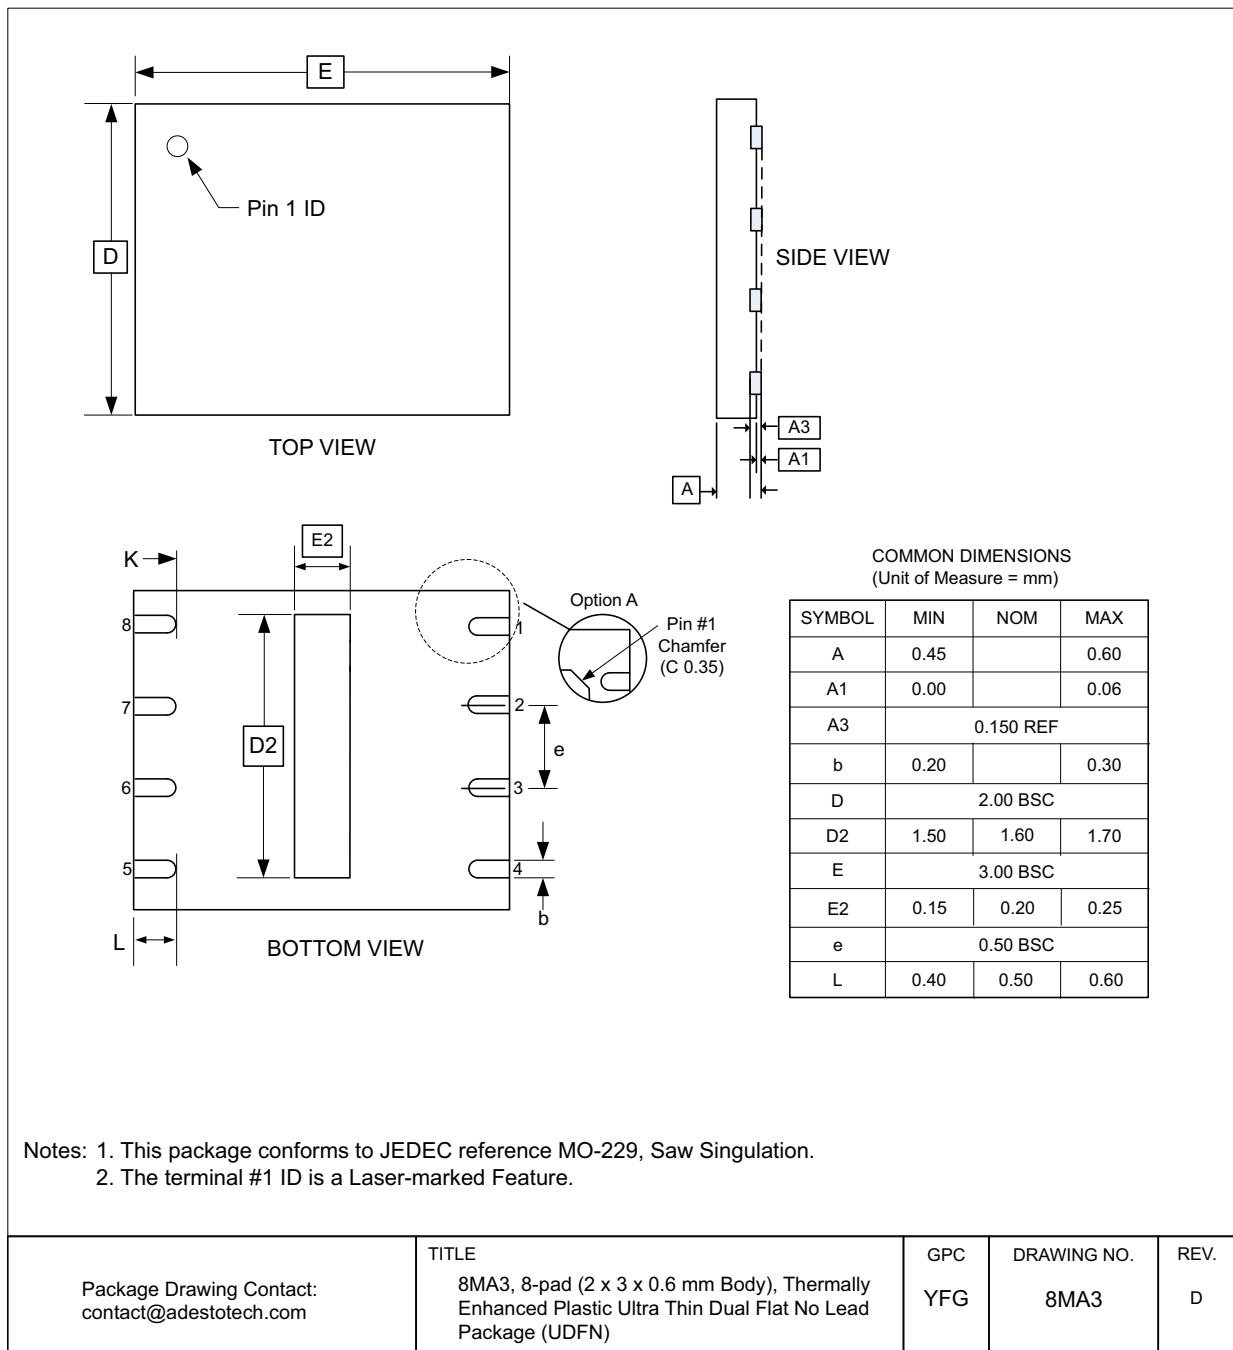 E
Pin 1 ID
D
TOP VIEW
SIDE VIEW
A3
A1
A
E2
K
8
1
7
2
D2
e
6
3
5
4
L
b
BOTTOM VIEW
Option A
Pin #1
Chamfer
(C 0.35)
COMMON DIMENSIONS
(Unit of Measure = mm)
SYMBOL MIN NOM MAX
A 0.45 0.60
A1 0.00 0.06
A3 0.150 REF
b 0.20 0.30
D 2.00 BSC
D2 1.50 1.60 1.70
E 3.00 BSC
E2 0.15 0.20 0.25
e 0.50 BSC
L 0.40 0.50 0.60
Notes: 1. This package conforms to JEDEC reference MO-229, Saw Singulation.
2. The terminal #1 ID is a Laser-marked Feature.
Package Drawing Contact:
contact@adestotech.com
TITLE
8MA3, 8-pad (2 x 3 x 0.6 mm Body), Thermally
Enhanced Plastic Ultra Thin Dual Flat No Lead
Package (UDFN)
GPC
YFG
DRAWING NO.
8MA3
REV.
D